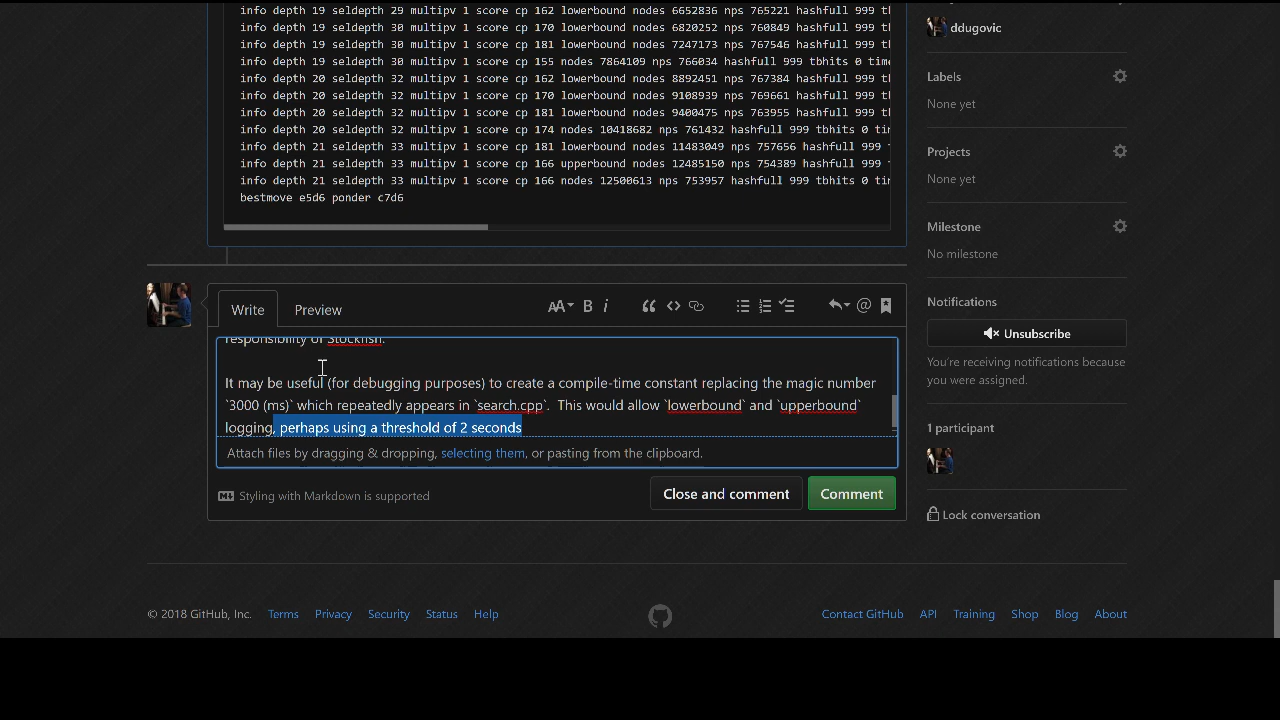 info depth 19 seldepth 29 multipv 1 score cp 162 lowerbound nodes 6652836 nps 765221 hashfull 999 tl
info depth 19 seldepth 30 multipv 1 score cp 170 lowerbound nodes 6820252 nps 760849 hashfull 999 tl
info depth 19 seldepth 30 multipv 1 score cp 181 lowerbound nodes 7247173 nps 767546 hashfull 999 tl
info depth 19 seldepth 30 multipv 1 score cp 155 nodes 7864109 nps 766034 hashfull 999 tbhits 0 time
info depth 20 seldepth 32 multipv 1 score cp 162 lowerbound nodes 8892451 nps 767384 hashfull 999 tl
info depth 20 seldepth 32 multipv 1 score cp 170 lowerbound nodes 9108939 nps 769661 hashfull 999 tl
info depth 20 seldepth 32 multipv 1 score cp 181 lowerbound nodes 9400475 nps 763955 hashfull 999 tl
info depth 20 seldepth 32 multipv 1 score cp 174 nodes 10418682 nps 761432 hashfull 999 tbhits 0 tim
info depth 21 seldepth 33 multipv 1 score cp 181 lowerbound nodes 11483049 nps 757656 hashfull 999
info depth 21 seldepth 33 multipv 1 score cp 166 upperbound nodes 12485150 nps 754389 hashfull 999
info depth 21 seldepth 33 multipv 1 score cp 166 nodes 12500613 nps 753957 hashfull 999 tbhits 0 tim
bestmove e5d6 ponder c7d6
ddugovic
Labels
None yet
Projects
None yet
Milestone
No milestone
Notifications
Unsubscribe
You're receiving notifications because
you were assigned.
1 participant
Lock conversation
Write
Preview
AA B i
responsibility of Stockfish.
It may be useful (for debugging purposes) to create a compile-time constant replacing the magic number
`3000 (ms)` which repeatedly appears in `search.cpp`.  This would allow `lowerbound` and `upperbound`
logging, perhaps using a threshold of 2 seconds
Attach files by dragging & dropping, selecting them, or pasting from the clipboard.
Styling with Markdown is supported
Close and comment
Comment
© 2018 GitHub, Inc. Terms Privacy Security Status Help
Contact GitHub API Training Shop Blog About